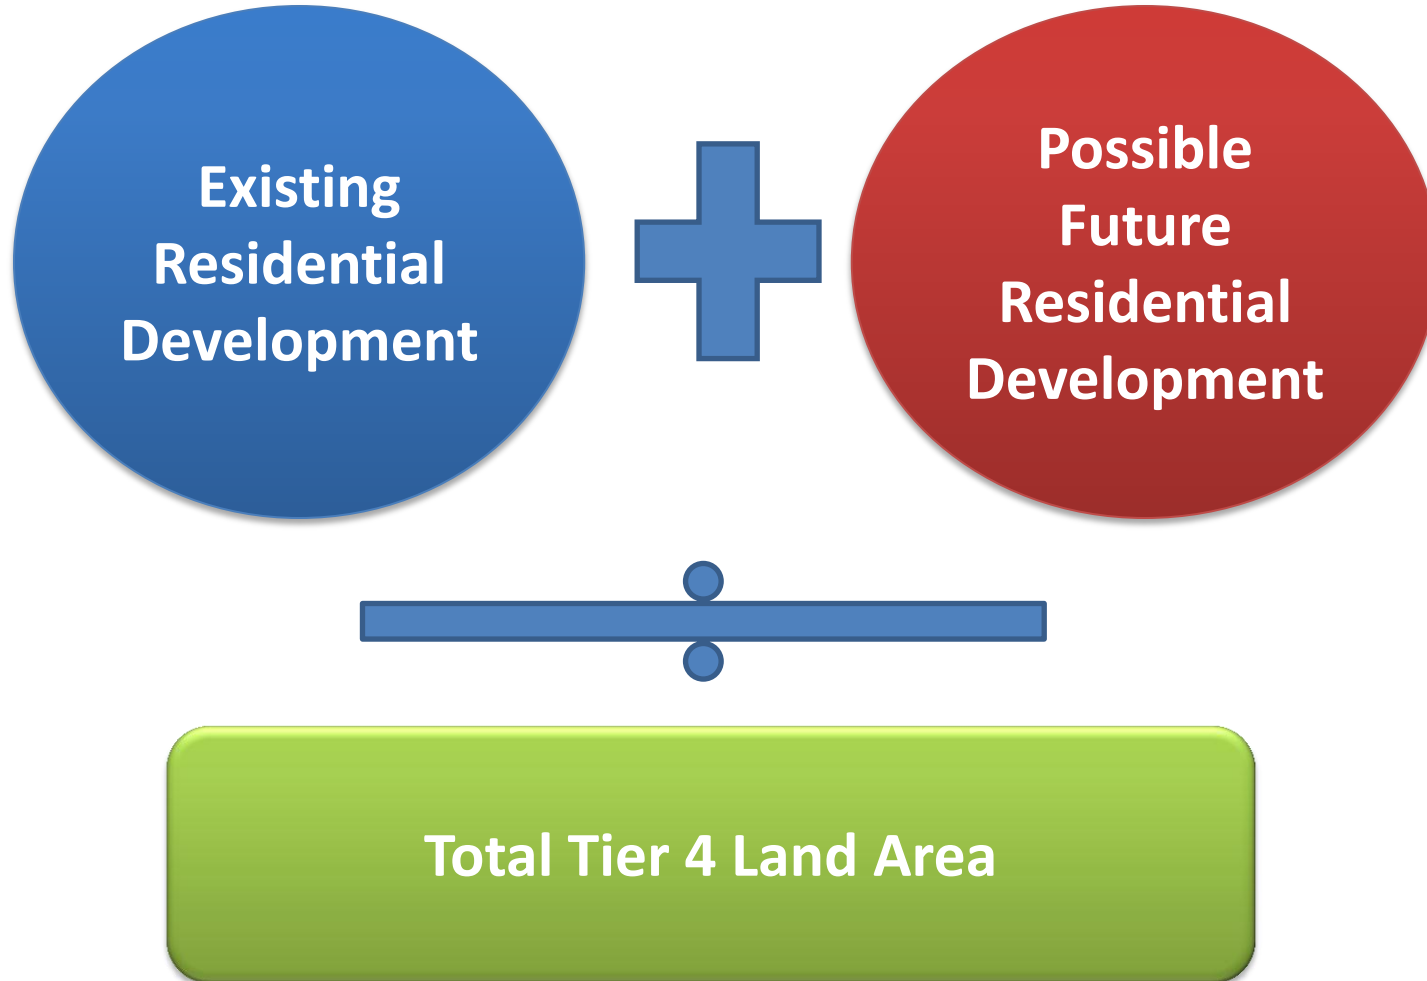 Existing
Residential
Development
Possible
Future
Residential
Development
Total Tier 4 Land Area